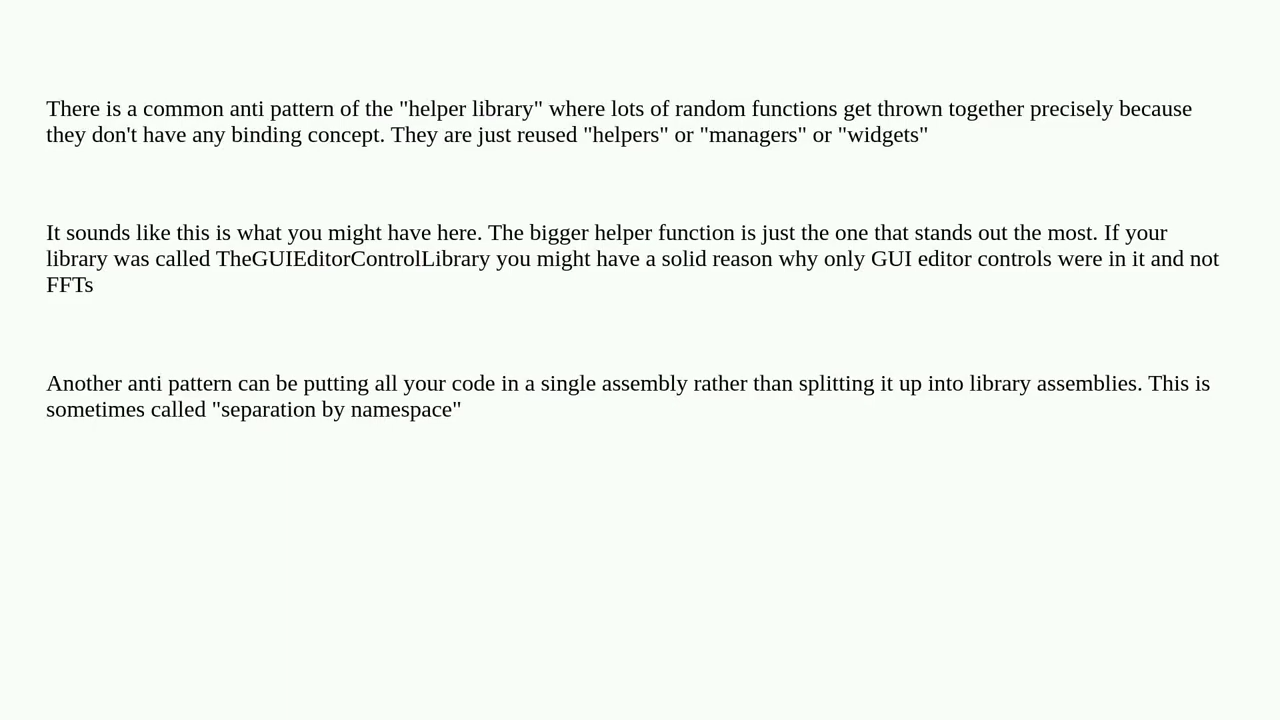 There is a common anti pattern of the "helper library" where lots of random functions get thrown together precisely because
they don't have any binding concept. They are just reused "helpers" or "managers" or "widgets"
It sounds like this is what you might have here. The bigger helper function is just the one that stands out the most. If your
library was called TheGUIEditorControlLibrary you might have a solid reason why only GUI editor controls were in it and not
FFTs
Another anti pattern can be putting all your code in a single assembly rather than splitting it up into library assemblies. This is
sometimes called "separation by namespace"